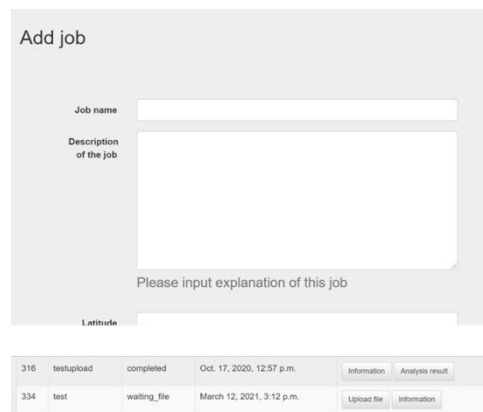 Add job
Job name
Description
of the job
Please input explanation of this job
Latitude
316 testupload completed Oct. 17, 2020, 12:57 p.m. Information Analysis result
334 test waiting_file March 12, 2021, 3:12 p.m. Upload file Information